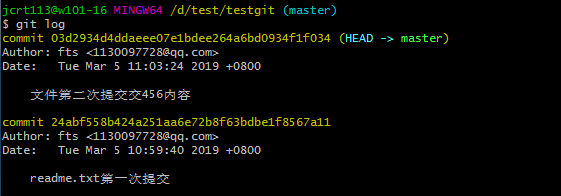 jcrt113@w101-16 MINGW64 /d/test/testgit (master)
$ git log
commit 03d2934d4ddaeee07e1bdee264a6bd0934f1f034 (HEAD -> master)
Author: fts <1130097728@qq.com>
Date:   Tue Mar 5 11:03:24 2019 +0800
文件第二次提交交456内容
commit 24abf558b424a251aa6e72b8f63bdbe1f8567a11
Author: fts <1130097728@qq.com>
Date:   Tue Mar 5 10:59:40 2019 +0800
readme.txt第一次提交